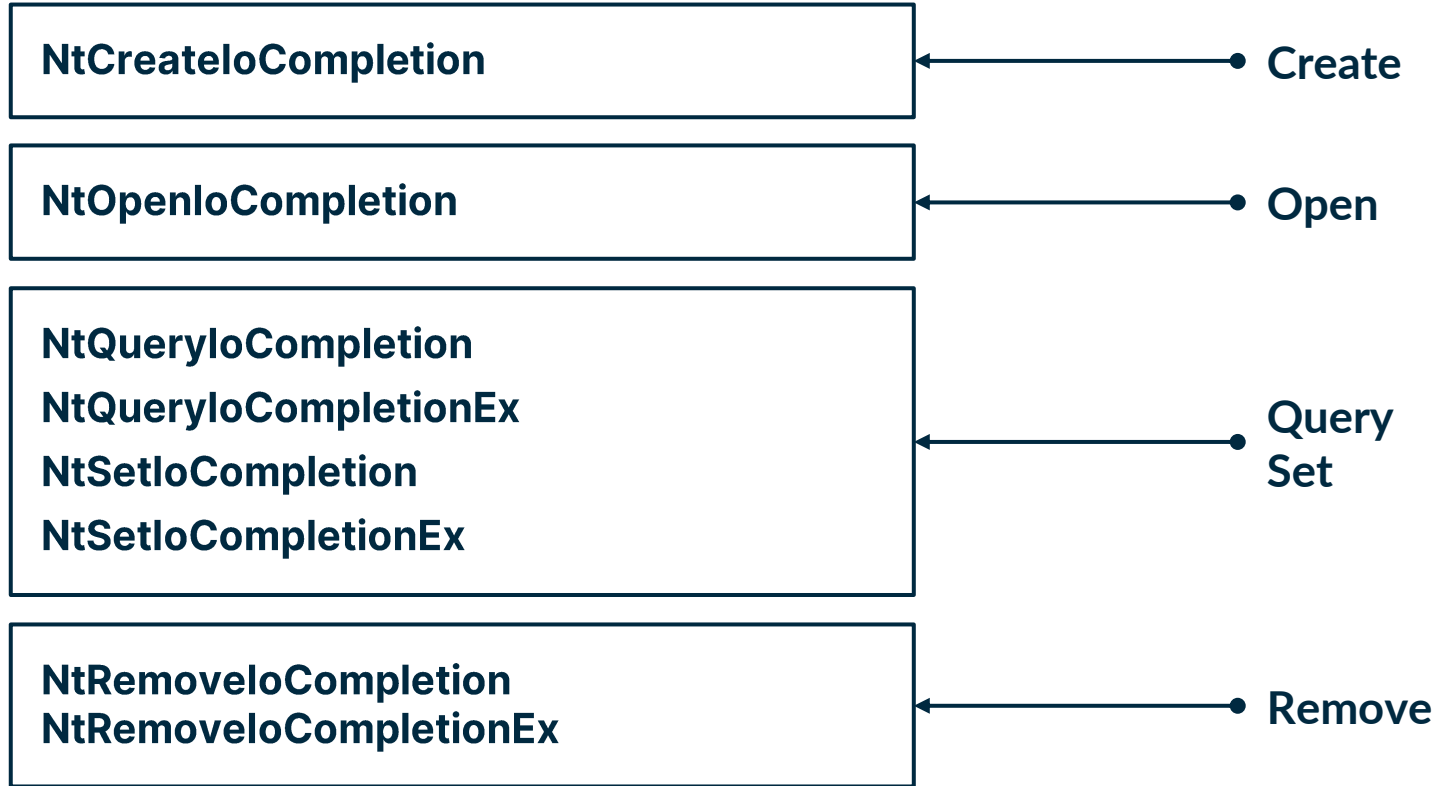 NtCreateIoCompletion
Create
NtOpenIoCompletion
Open
NtQueryIoCompletion
NtQueryIoCompletionEx
NtSetIoCompletion
NtSetIoCompletionEx
Query
Set
NtRemoveIoCompletion
NtRemoveIoCompletionEx
Remove